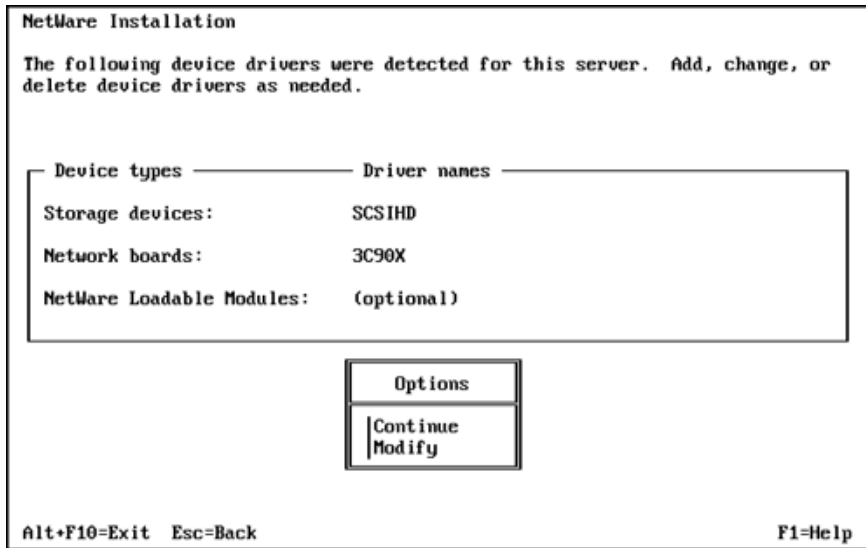 NetWare Installation
The following device drivers were detected for this server.  Add, change, or
delete device drivers as needed.
Device types    Driver names
Storage devices:    SCSIHD
Network boards:    3C90X
NetWare Loadable Modules:    (optional)
Options
Continue
Modify
Alt+F10=Exit  Esc=Back    F1=Help